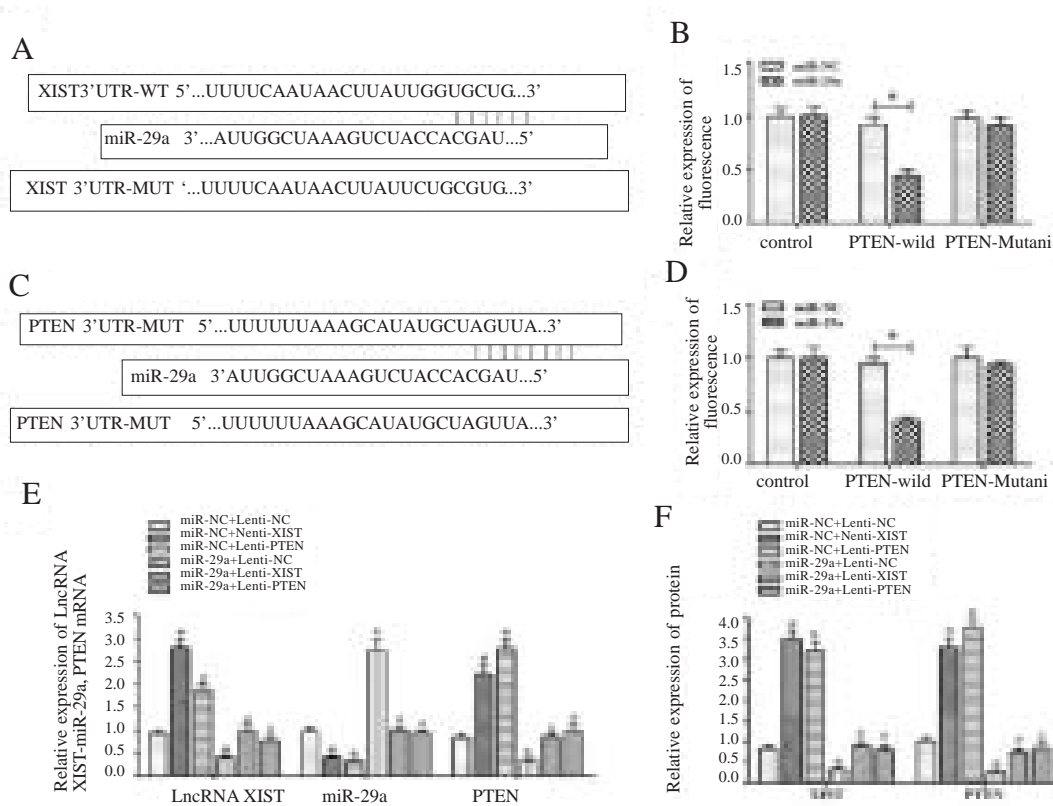 A
XIST3’UTR-WT 5’...UUUUCAAUAACUUAUUGGUGCUG...3’
miR-29a 3’...AUUGGCUAAAGUCUACCACGAU...5’
XIST 3’UTR-MUT ‘...UUUUCAAUAACUUAUUCUGCGUG...3’
B
Relative expression of
fluorescence
1.5
1.0
0.5
0.0
*
control PTEN-wild PTEN-Mutani
C
PTEN 3’UTR-MUT 5’...UUUUUUAAAGCAUAUGCUAGUUA..3’
miR-29a 3’AUUGGCUAAAGUCUACCACGAU...5’
PTEN 3’UTR-MUT 5’...UUUUUUAAAGCAUAUGCUAGUUA...3’
D
Relative expression of
fluorescence
1.5
1.0
0.5
0.0
*
control PTEN-wild PTEN-Mutani
E
miR-NC+Lenti-NC
miR-NC+Nenti-XIST
miR-NC+Lenti-PTEN
miR-29a+Lenti-NC
miR-29a+Lenti-XIST
miR-29a+Lenti-PTEN
Relative expression of LncRNA
XIST-miR-29a, PTEN mRNA
3.5
3.0
2.5
2.0
1.0
0.5
0.0
LncRNA XIST miR-29a PTEN
F
miR-NC+Lenti-NC
miR-NC+Nenti-XIST
miR-NC+Lenti-PTEN
miR-29a+Lenti-NC
miR-29a+Lenti-XIST
miR-29a+Lenti-PTEN
Relative expression of protein
4.0
3.5
3.0
2.5
2.0
1.0
0.5
0.0
PTEN